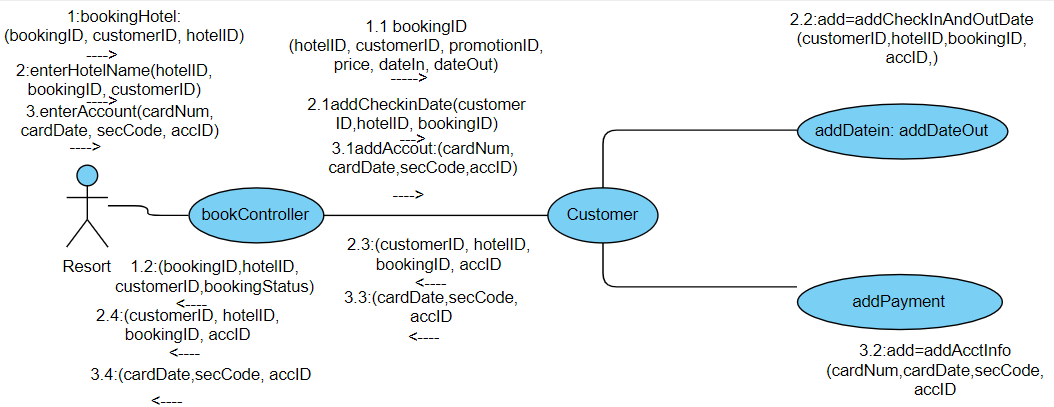 1:bookingHotel:
(bookingID, customerID, hotelID)
---->
2:enterHotelName(hotelID,
bookingID, customerID)
---->
3.enterAccount(cardNum,
cardDate, secCode, accID)
---->
1.1 bookingID
(hotelID, customerID, promotionID,
price, dateIn, dateOut)
----->
2.1addCheckinDate(customer
ID,hotelID, bookingID)
---->
3.1addAccout:(cardNum,
cardDate,secCode,accID)
---->
2.2:add=addCheckInAndOutDate
(customerID,hotelID,bookingID,
accID,)
addDatein: addDateOut
bookController
Customer
Resort
1.2:(bookingID,hotelID,
customerID,bookingStatus)
<----
2.4:(customerID, hotelID,
bookingID, accID
<----
3.4:(cardDate,secCode, accID
<----
2.3:(customerID, hotelID,
bookingID, accID
<----
3.3:(cardDate,secCode,
accID
<----
addPayment
3.2:add=addAcctInfo
(cardNum,cardDate,secCode,
accID